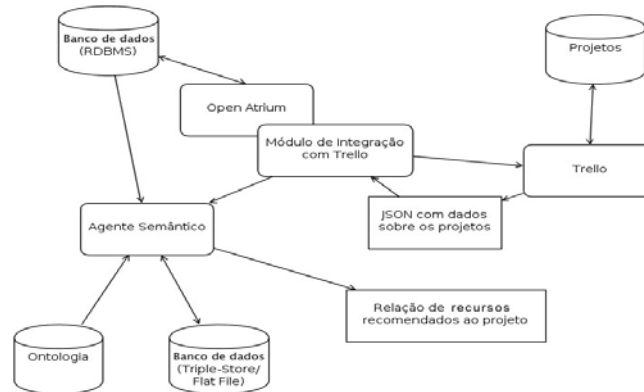 Banco de dados
(RDBMS)
Projetos
Open Atrium
Módulo de Integração
com Trello
Trello
JSON com dados
sobre os projetos
Agente Semântico
Relação de recursos
recomendados ao projeto
Ontologia
Banco de dados
(Triple-Store/
Flat File)